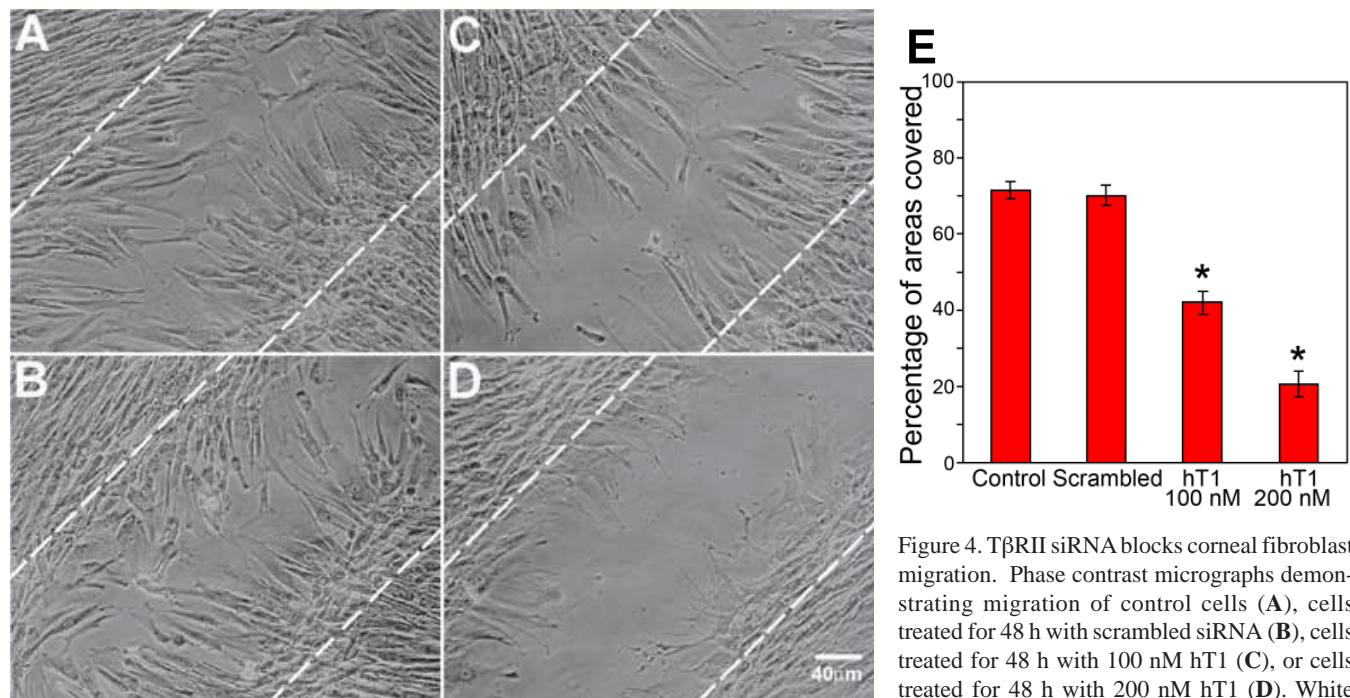 A
C
B
D
40µm
E
Percentage of areas covered
100
80
60
40
20
0
*
*
Control Scrambled hT1 hT1
100 nM 200 nM
Figure 4. TβRII siRNA blocks corneal fibroblast
migration. Phase contrast micrographs demon-
strating migration of control cells (A), cells
treated for 48 h with scrambled siRNA (B), cells
treated for 48 h with 100 nM hT1 (C), or cells
treated for 48 h with 200 nM hT1 (D). White